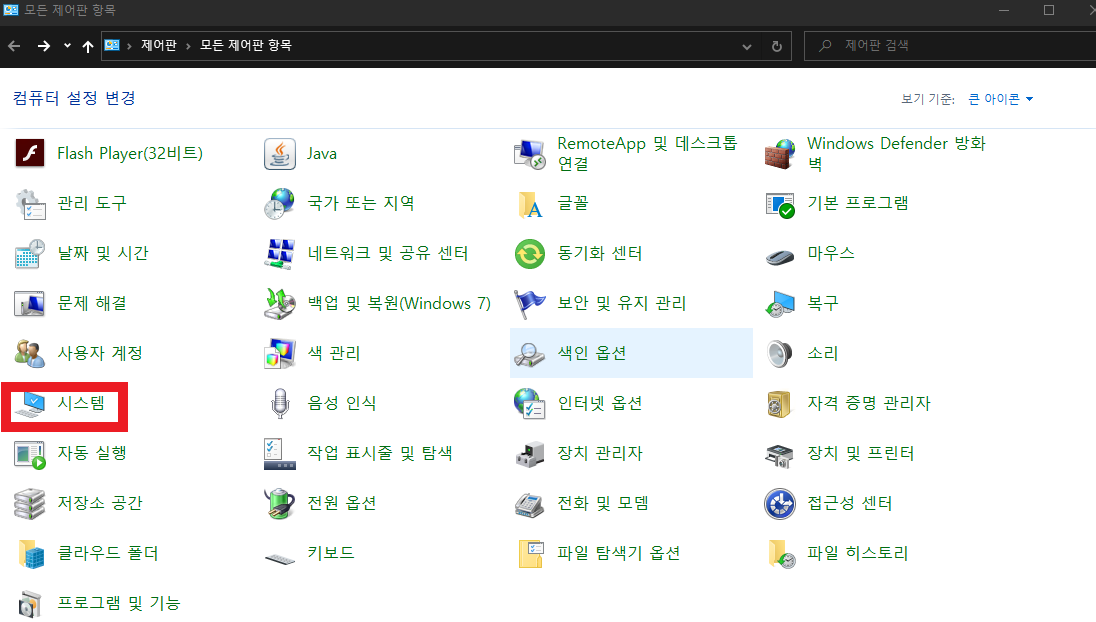 모든 제어판 항목
제어판 › 모든 제어판 항목
제어판 검색
컴퓨터 설정 변경
보기 기준: 큰 아이콘
Flash Player(32비트)
Java
RemoteApp 및 데스크톱
연결
Windows Defender 방화
벽
관리 도구
국가 또는 지역
글꼴
기본 프로그램
날짜 및 시간
네트워크 및 공유 센터
동기화 센터
마우스
문제 해결
백업 및 복원(Windows 7)
보안 및 유지 관리
복구
사용자 계정
색 관리
색인 옵션
소리
시스템
음성 인식
인터넷 옵션
자격 증명 관리자
자동 실행
작업 표시줄 및 탐색
장치 관리자
장치 및 프린터
저장소 공간
전원 옵션
전화 및 모뎀
접근성 센터
클라우드 폴더
키보드
파일 탐색기 옵션
파일 히스토리
프로그램 및 기능